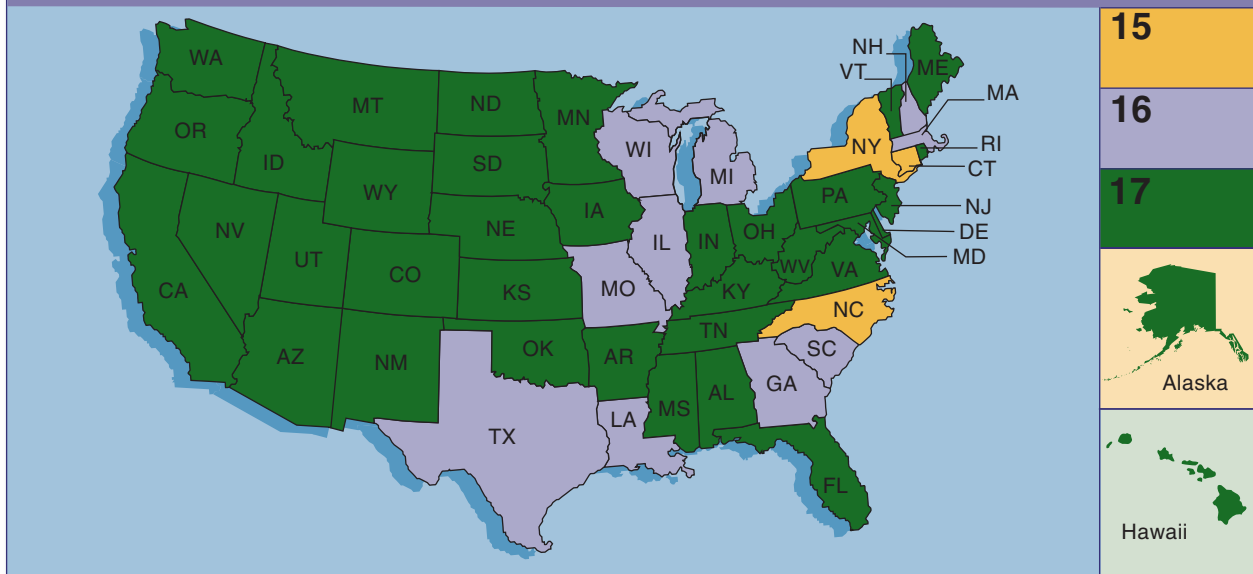 15
NH
VT
ME
WA
16
MA
MT
ND
MN
OR
RI
NY
WI
CT
ID
SD
MI
17
WY
PA
NJ
IA
NE
NV
OH
DE
IL
IN
MD
UT
WV
VA
CO
CA
KS
MO
KY
NC
TN
OK
SC
AZ
NM
AR
Alaska
GA
AL
MS
LA
TX
FL
Hawaii